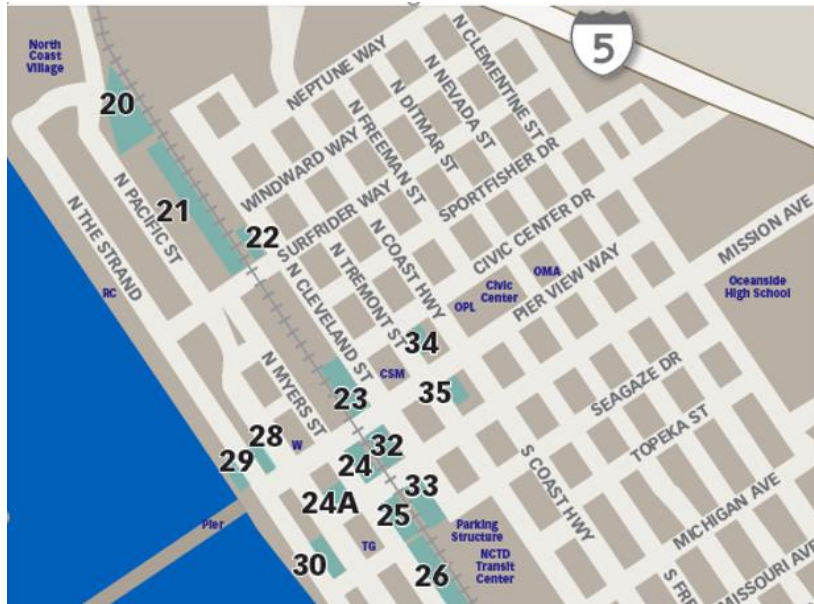 North
Coast
Village
5
20
NEPTUNE WAY
N CLEMENTINE ST
N NEVADA ST
N DITMAR ST
N FREEMAN ST
WINDWARD WAY
SPORTFISHER DR
N PACIFIC ST
21
22
SURFRIDER WAY
N COAST HWY
CIVIC CENTER DR
MISSION AVE
N THE STRAND
N TREMONT ST
N CLEVELAND ST
OMA
Civic
Center
OPL
PIER VIEW WAY
Oceanside
High School
RC
34
CSM
N MYERS ST
23
35
SEAGAZE DR
28
W
32
TOPEKA ST
29
24
33
S COAST HWY
24A
25
MICHIGAN AVE
Pier
Parking
Structure
TG
NCTD
Transit
Center
30
26
S FRE
MISSOURI AVE